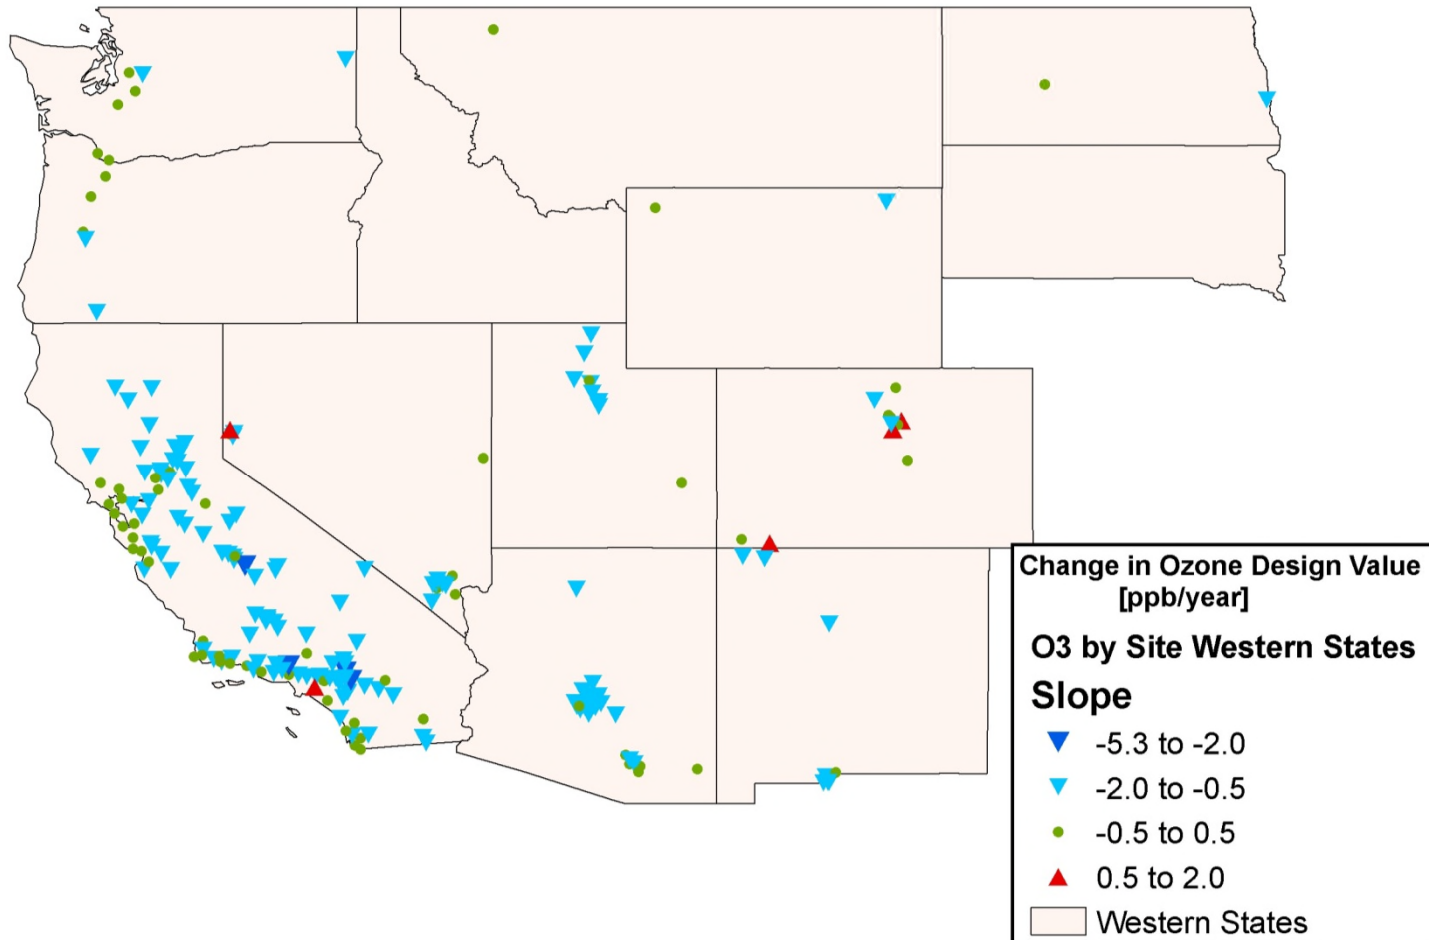 Change in Ozone Design Value
[ppb/year]
O3 by Site Western States
Slope
-5.3 to -2.0
-2.0 to -0.5
-0.5 to 0.5
0.5 to 2.0
Western States